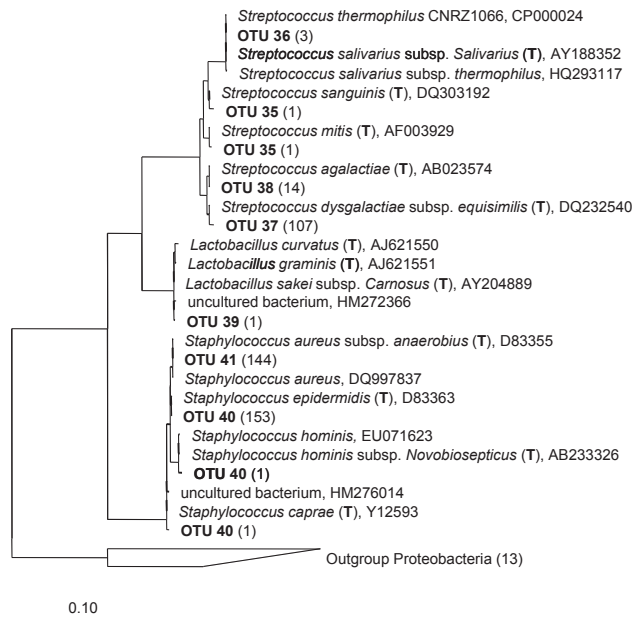 Streptococcus thermophilus CNRZ1066, CP000024
OTU 36 (3)
Streptococcus salivarius subsp. Salivarius (T), AY188352
Streptococcus salivarius subsp. thermophilus, HQ293117
Streptococcus sanguinis (T), DQ303192
OTU 35 (1)
Streptococcus mitis (T), AF003929
OTU 35 (1)
Streptococcus agalactiae (T), AB023574
OTU 38 (14)
Streptococcus dysgalactiae subsp. equisimilis (T), DQ232540
OTU 37 (107)
Lactobacillus curvatus (T), AJ621550
Lactobacillus graminis (T), AJ621551
Lactobacillus sakei subsp. Carnosus (T), AY204889
uncultured bacterium, HM272366
OTU 39 (1)
Staphylococcus aureus subsp. anaerobius (T), D83355
OTU 41 (144)
Staphylococcus aureus, DQ997837
Staphylococcus epidermidis (T), D83363
OTU 40 (153)
Staphylococcus hominis, EU071623
Staphylococcus hominis subsp. Novobiosepticus (T), AB233326
OTU 40 (1)
uncultured bacterium, HM276014
Staphylococcus caprae (T), Y12593
OTU 40 (1)
Outgroup Proteobacteria (13)
0.10